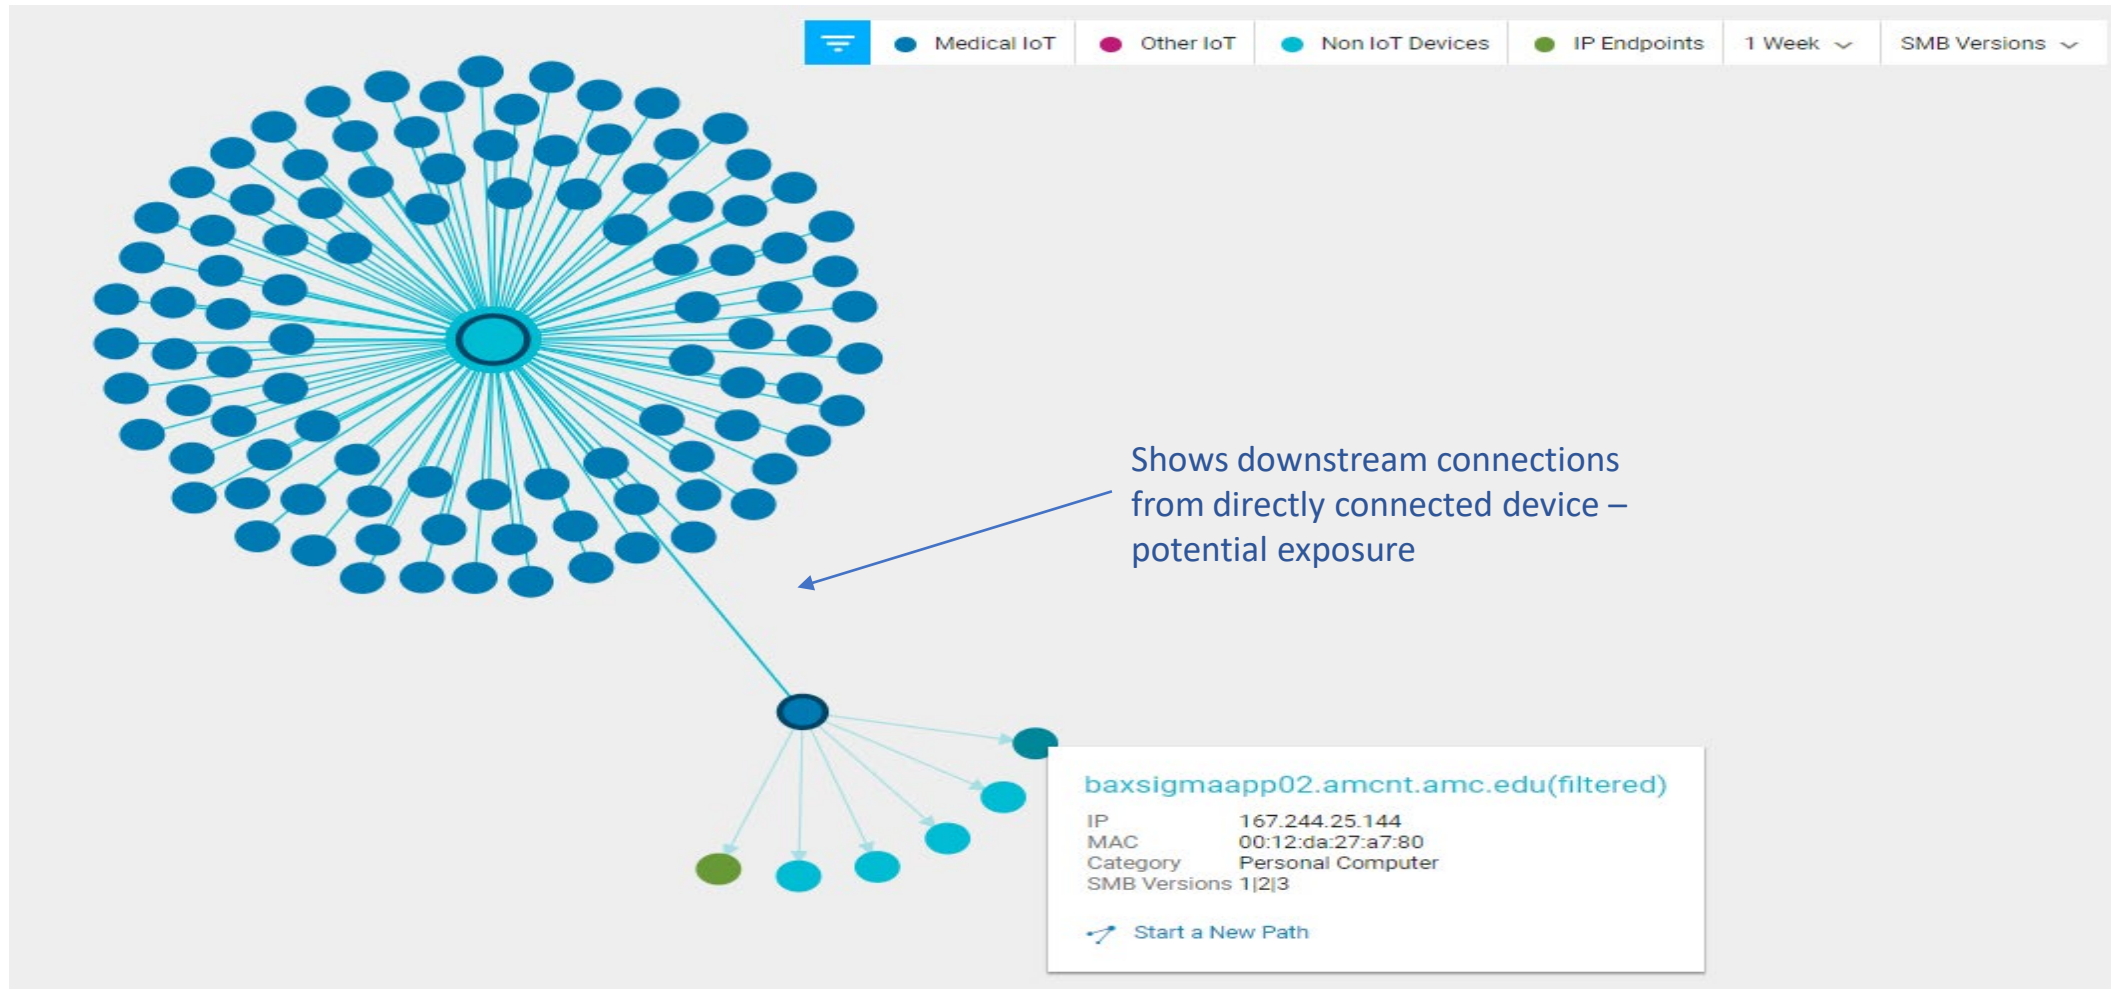 Medical IoT Other IoT Non IoT Devices IP Endpoints 1 Week SMB Versions
Shows downstream connections
from directly connected device –
potential exposure
baxsigmaapp02.amcnt.amc.edu(filtered)
IP 167.244.25.144
MAC 00:12:da:27:a7:80
Category Personal Computer
SMB Versions 1|2|3
Start a New Path